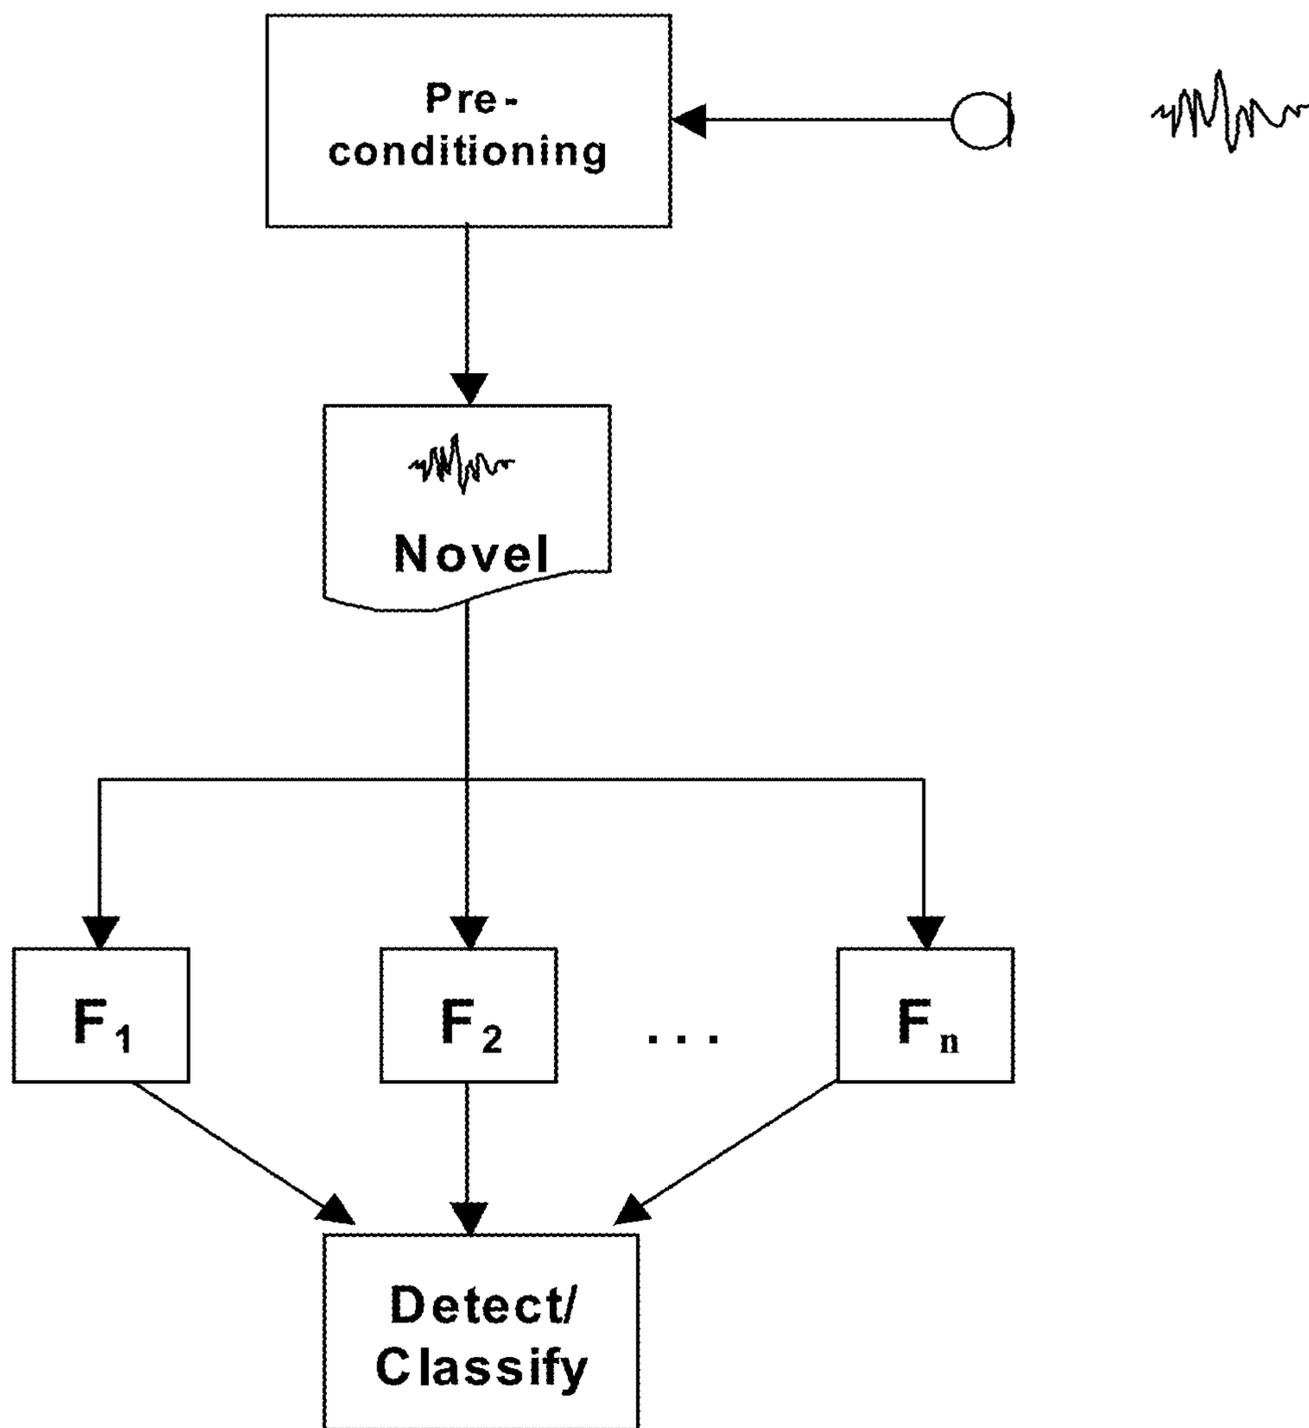 Pre-
conditioning
Novel
F₁ F₂ ... Fₙ
Detect/
Classify